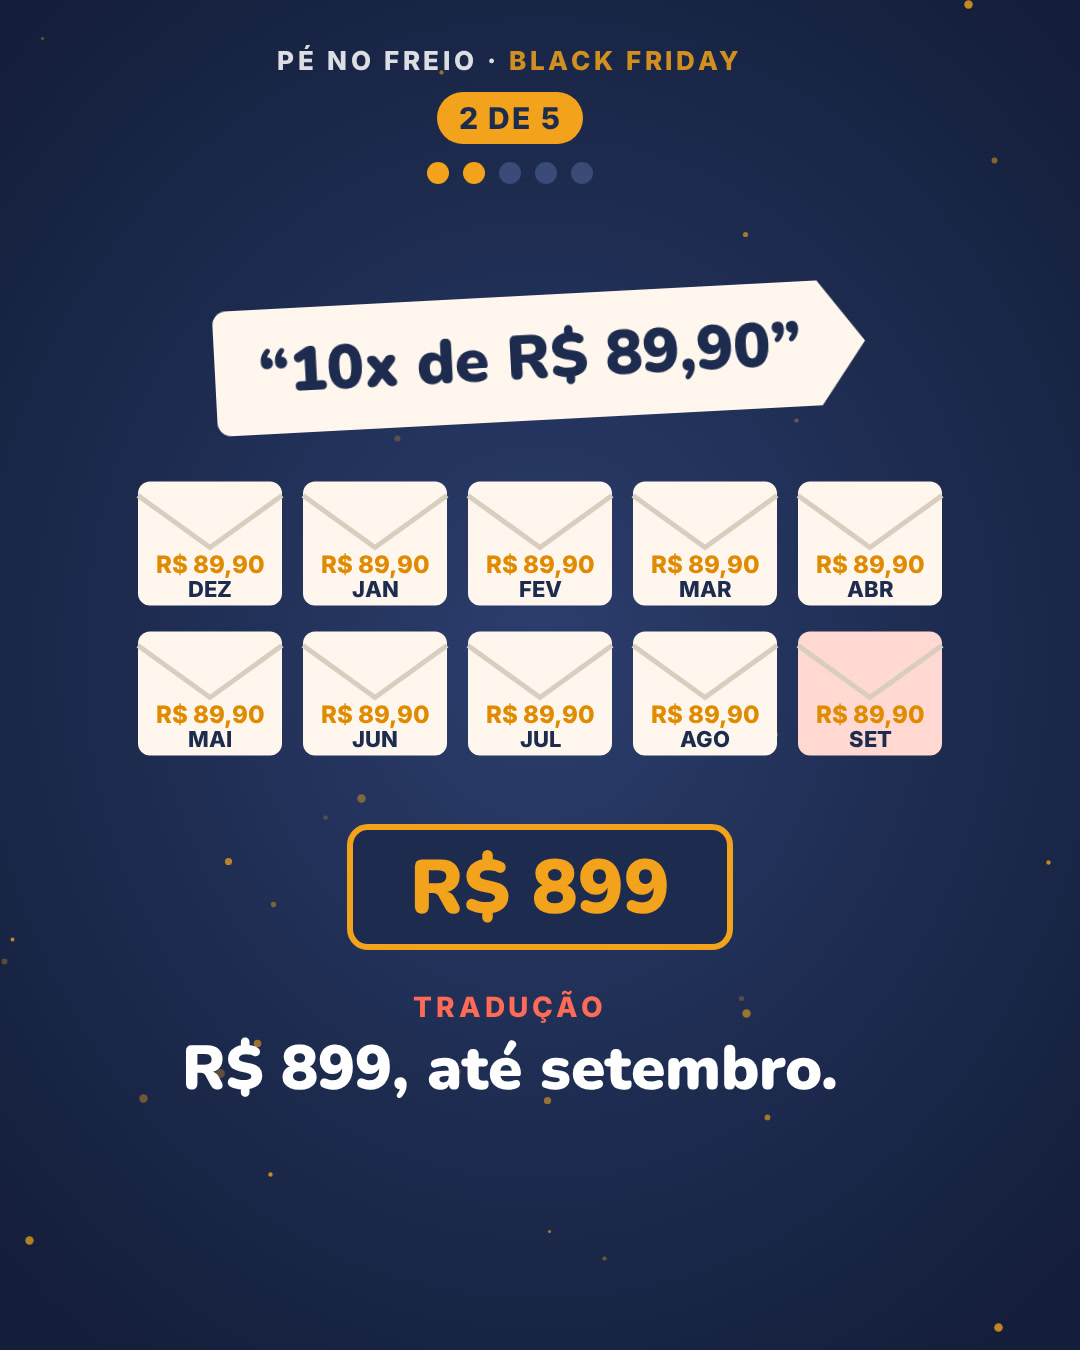 PÉ NO FREIO · BLACK FRIDAY
2 DE 5
“10x de R$ 89,90”
R$ 89,90 R$ 89,90 R$ 89,90 R$ 89,90 R$ 89,90
DEZ JAN FEV MAR ABR
R$ 89,90 R$ 89,90 R$ 89,90 R$ 89,90 R$ 89,90
MAI JUN JUL AGO SET
R$ 899
TRADUÇÃO
R$ 899, até setembro.